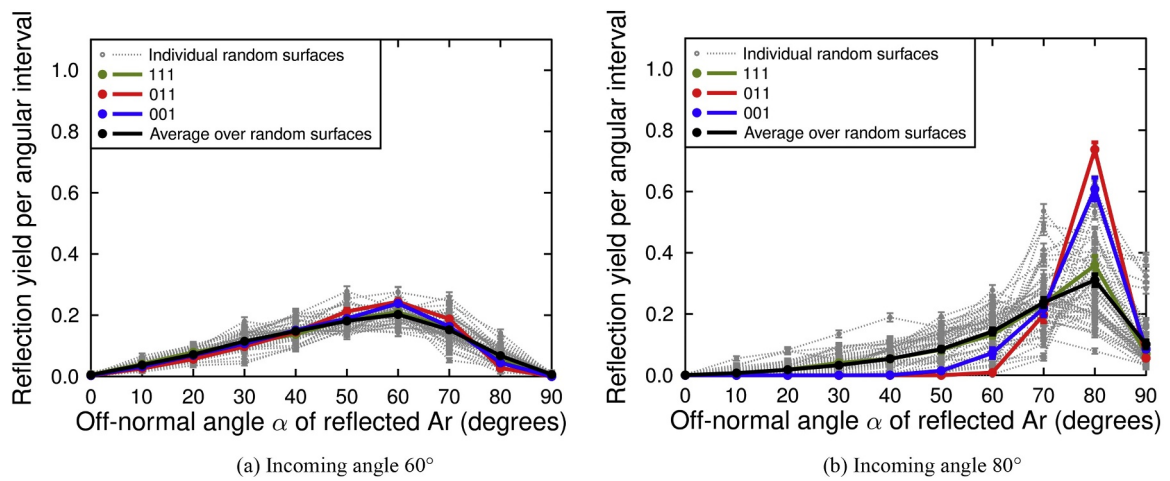 Reflection yield per angular interval
1.0
0.8
0.6
0.4
0.2
0.0
Individual random surfaces
111
011
001
Average over random surfaces
0 10 20 30 40 50 60 70 80 90
Off-normal angle α of reflected Ar (degrees)
(a) Incoming angle 60°
Reflection yield per angular interval
1.0
0.8
0.6
0.4
0.2
0.0
Individual random surfaces
111
011
001
Average over random surfaces
0 10 20 30 40 50 60 70 80 90
Off-normal angle α of reflected Ar (degrees)
(b) Incoming angle 80°